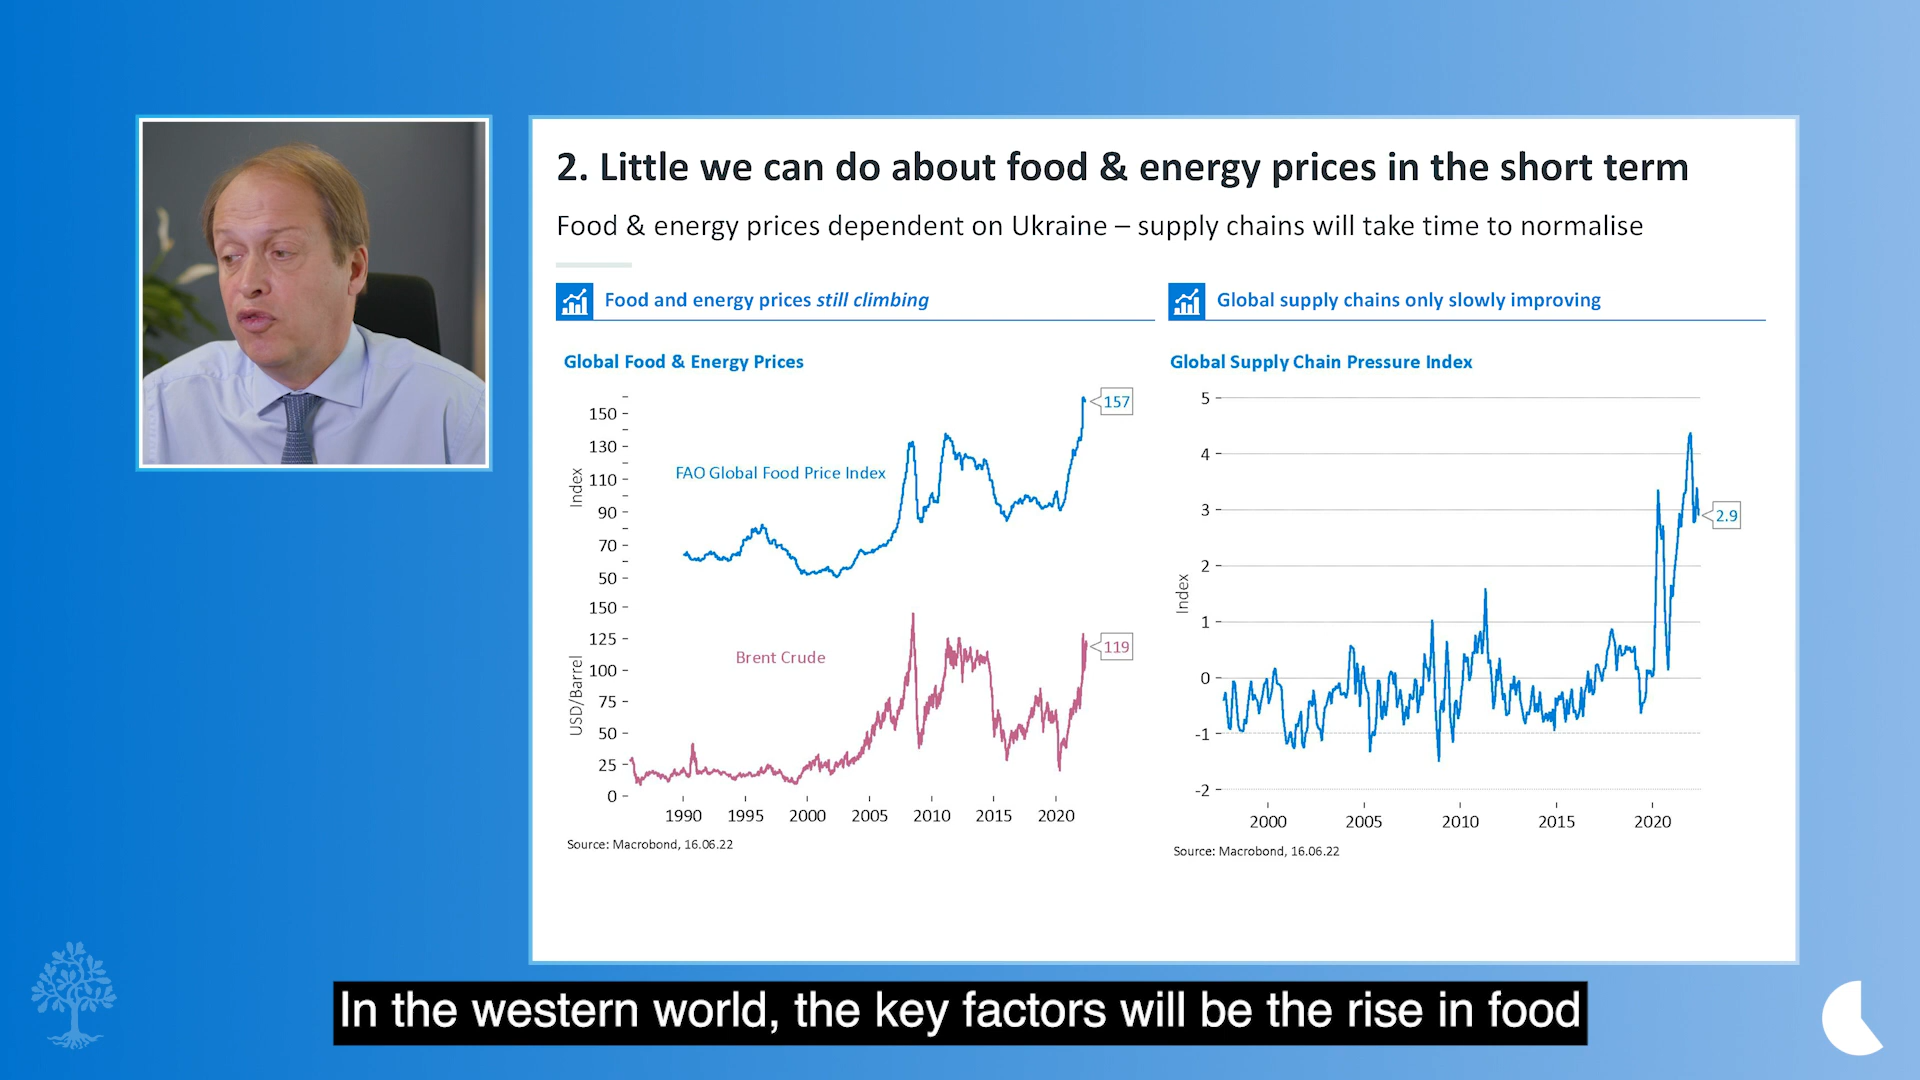 2. Little we can do about food & energy prices in the short term
Food & energy prices dependent on Ukraine – supply chains will take time to normalise
Food and energy prices still climbing
Global Food & Energy Prices
150
130
110
90
70
50
Index
FAO Global Food Price Index
157
150
125
100
75
50
25
0
USD/Barrel
Brent Crude
119
1990 1995 2000 2005 2010 2015 2020
Source: Macrobond, 16.06.22
Global supply chains only slowly improving
Global Supply Chain Pressure Index
5
4
3
2
1
0
-1
-2
Index
2.9
2000 2005 2010 2015 2020
Source: Macrobond, 16.06.22
In the western world, the key factors will be the rise in food